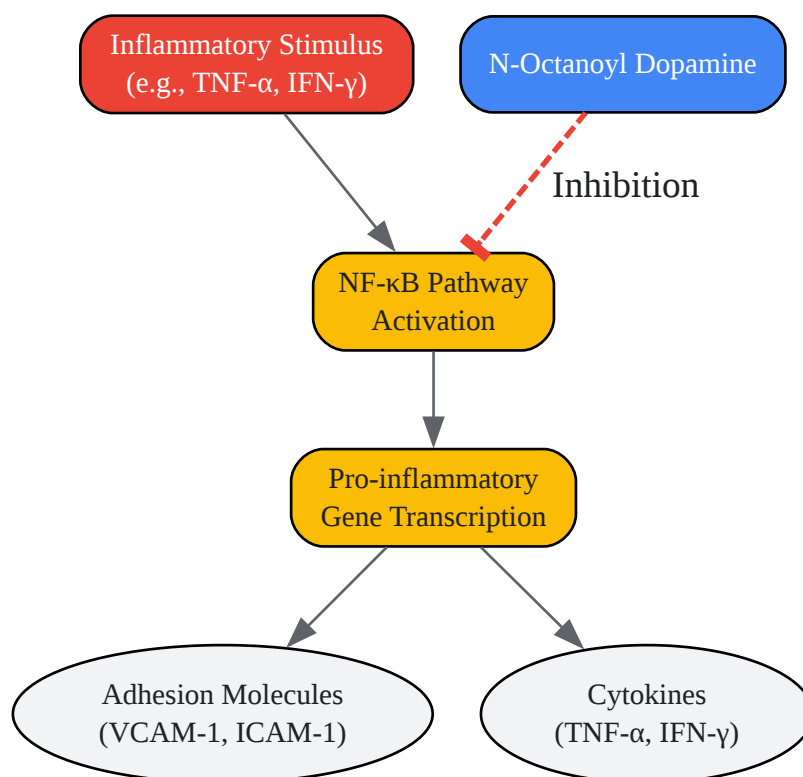 Inflammatory Stimulus
(e.g., TNF-α, IFN-γ)
N-Octanoyl Dopamine
Inhibition
NF-κB Pathway
Activation
Pro-inflammatory
Gene Transcription
Adhesion Molecules
(VCAM-1, ICAM-1)
Cytokines
(TNF-α, IFN-γ)